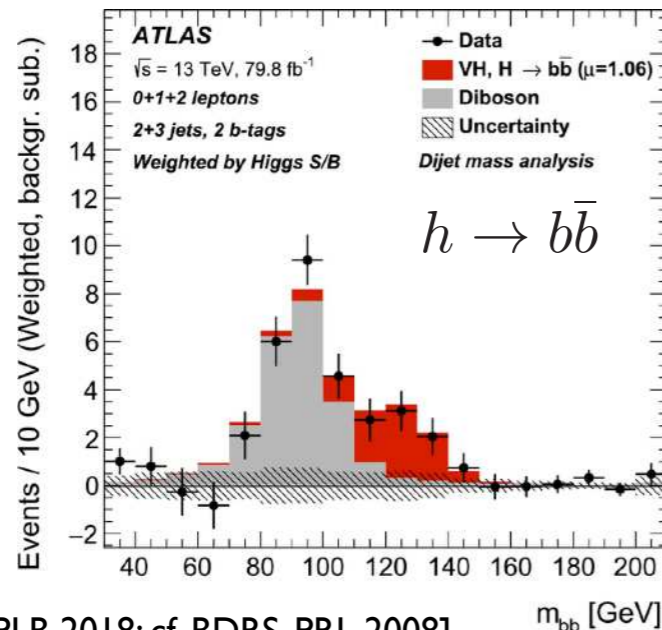 ATLAS
√s = 13 TeV, 79.8 fb⁻¹
0+1+2 leptons
2+3 jets, 2 b-tags
Weighted by Higgs S/B
Data
VH, H → bb̄ (μ=1.06)
Diboson
Uncertainty
Dijet mass analysis
h → bb̄
Events / 10 GeV (Weighted, backgr. sub.)
18
16
14
12
10
8
6
4
2
0
−2
40 60 80 100 120 140 160 180 200
m_bb [GeV]
PLB 2018; cf. BDRS, PRL 2008]